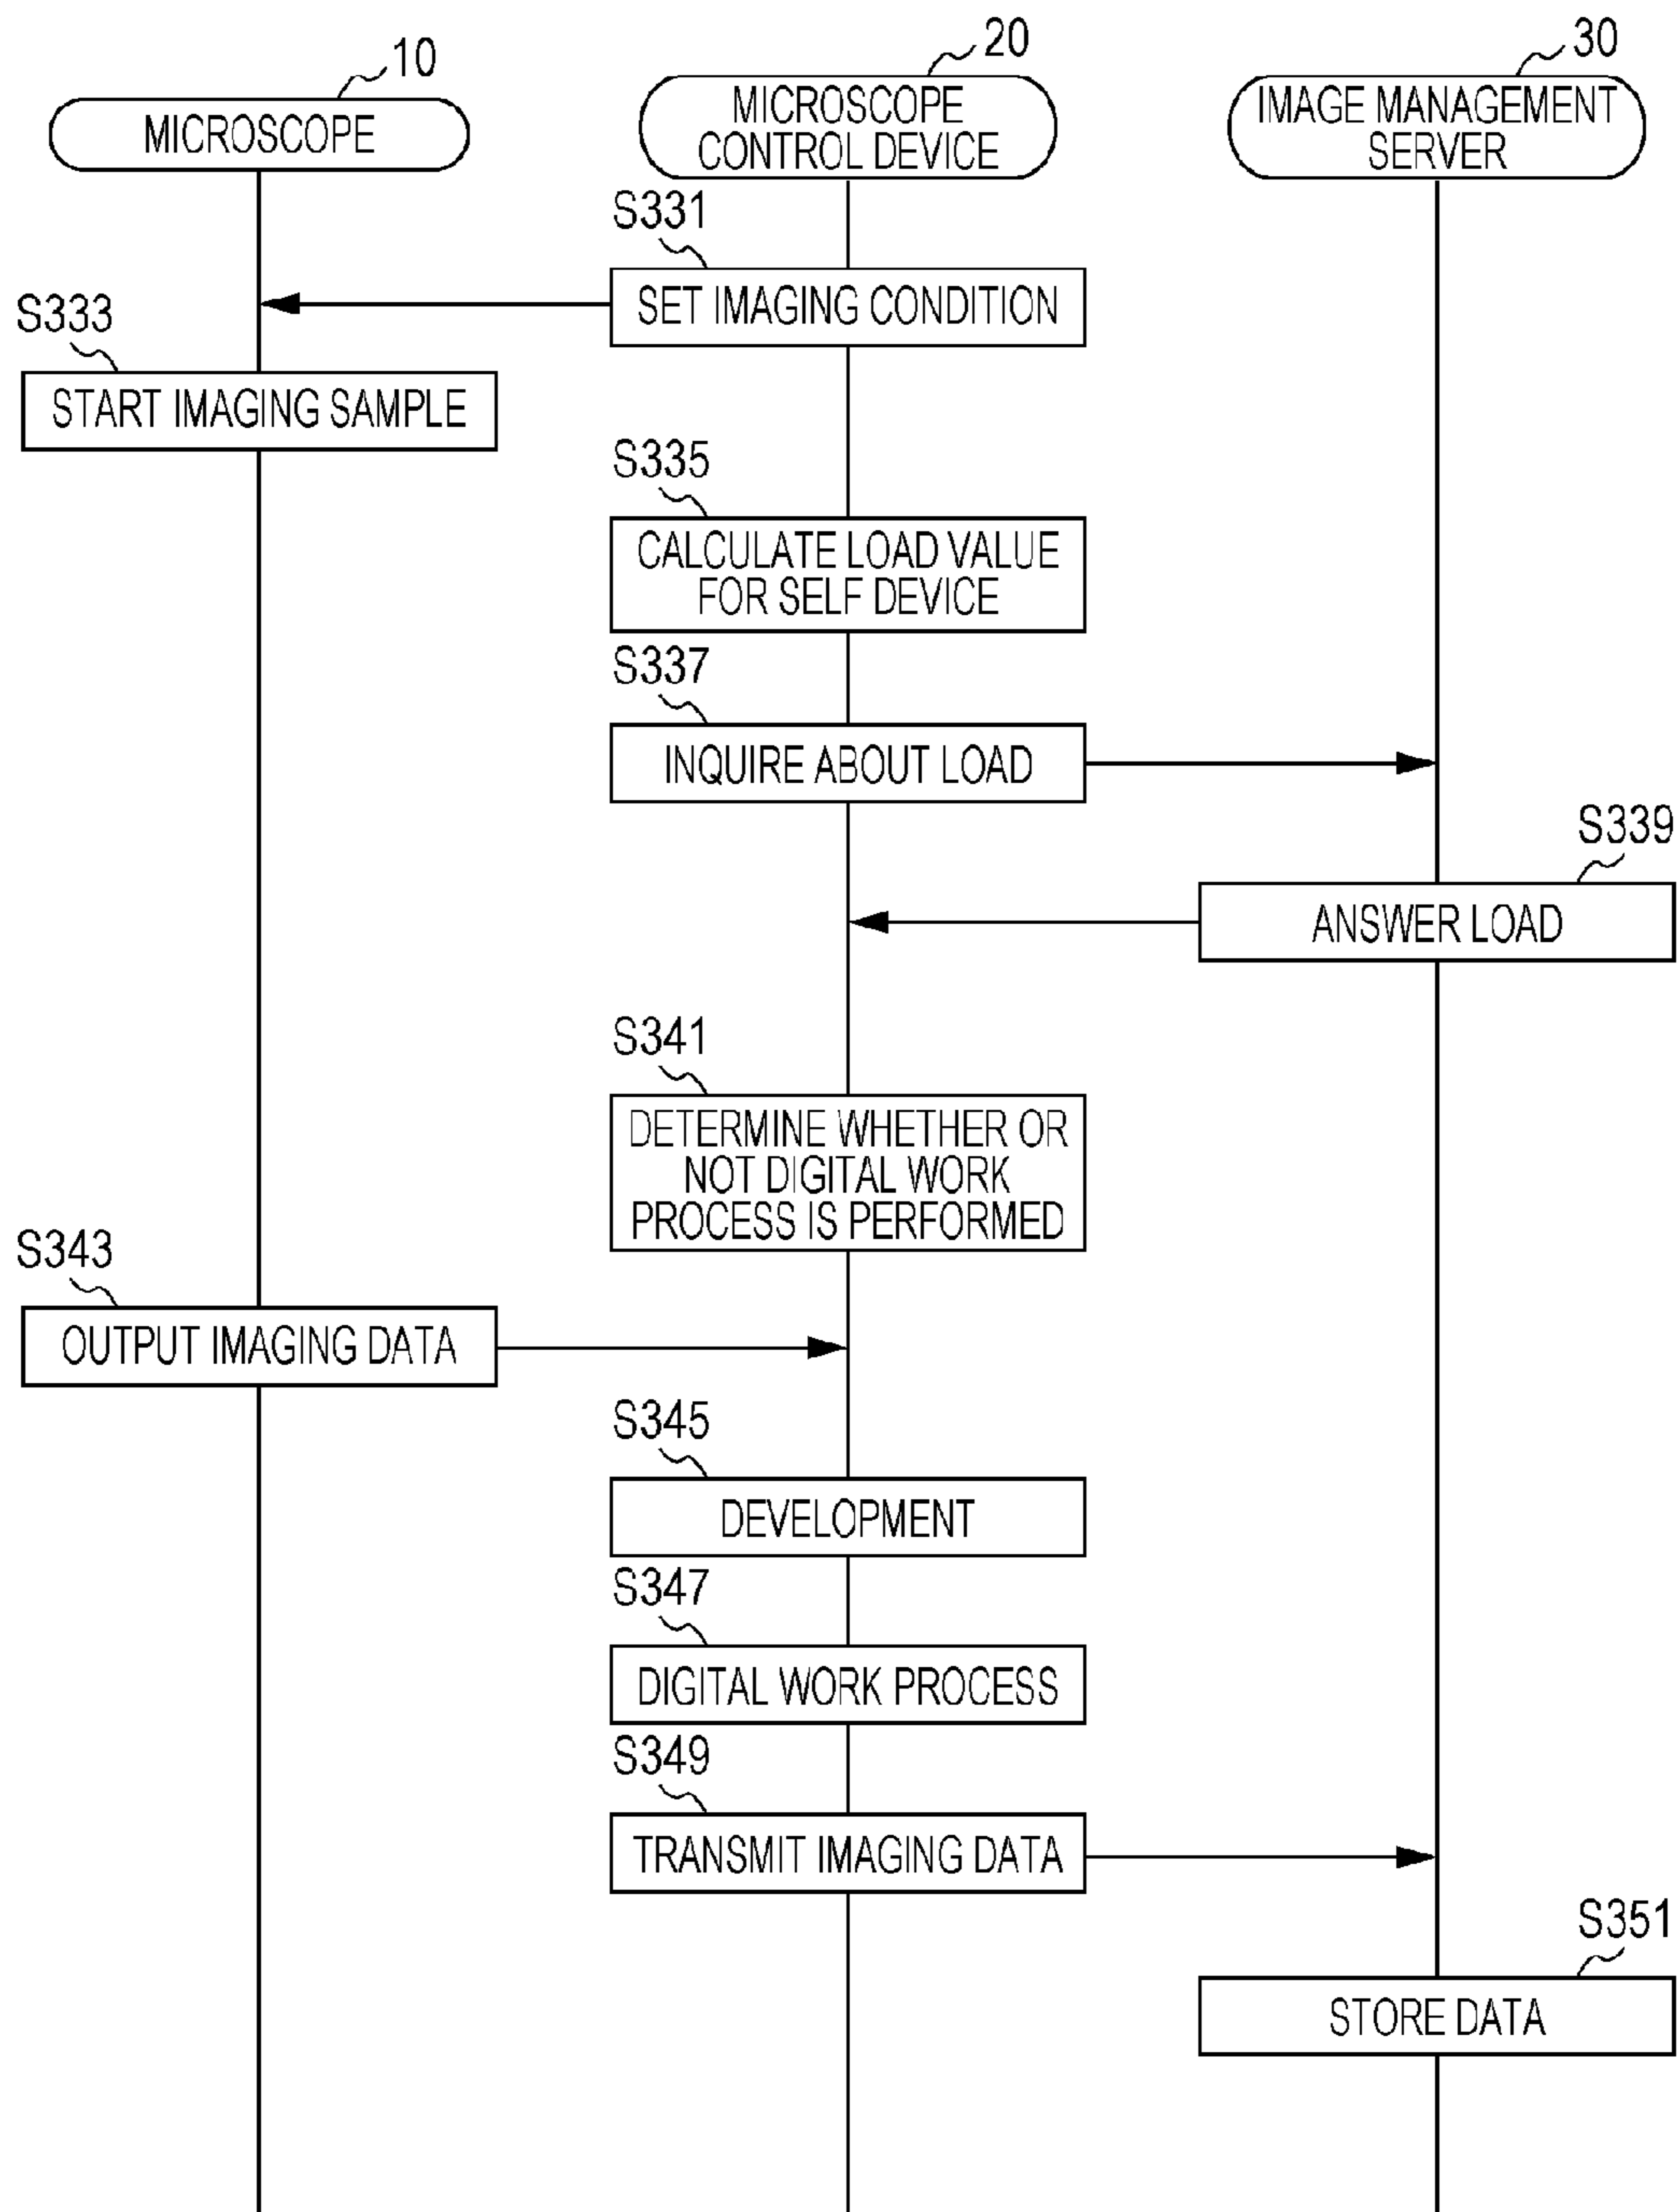 10
20
30
MICROSCOPE
MICROSCOPE
CONTROL DEVICE
IMAGE MANAGEMENT
SERVER
S331
SET IMAGING CONDITION
S333
START IMAGING SAMPLE
S335
CALCULATE LOAD VALUE
FOR SELF DEVICE
S337
INQUIRE ABOUT LOAD
S339
ANSWER LOAD
S341
DETERMINE WHETHER OR
NOT DIGITAL WORK
PROCESS IS PERFORMED
S343
OUTPUT IMAGING DATA
S345
DEVELOPMENT
S347
DIGITAL WORK PROCESS
S349
TRANSMIT IMAGING DATA
S351
STORE DATA